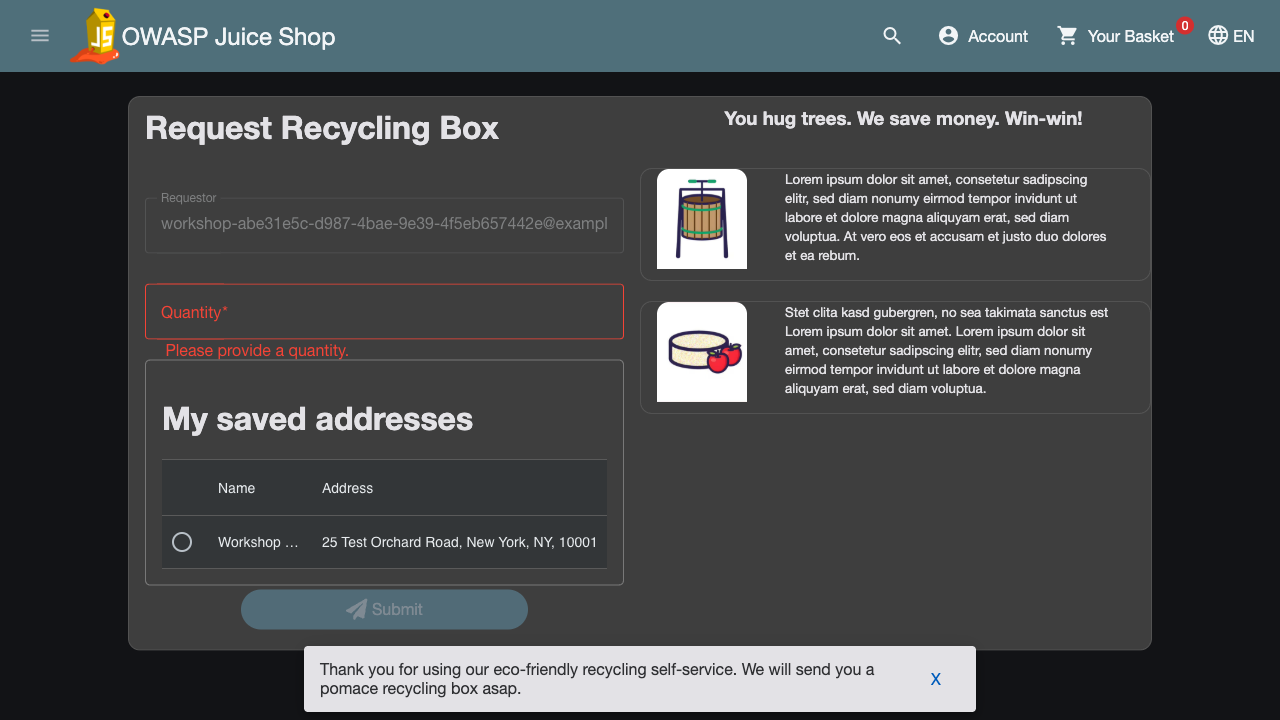 JS
OWASP Juice Shop
Account
Your Basket
0
EN
Request Recycling Box
Requestor
workshop-abe31e5c-d987-4bae-9e39-4f5eb657442e@exampl
Quantity*
Please provide a quantity.
My saved addresses
Name Address
Workshop ... 25 Test Orchard Road, New York, NY, 10001
Submit
You hug trees. We save money. Win-win!
Lorem ipsum dolor sit amet, consetetur sadipscing
elitr, sed diam nonumy eirmod tempor invidunt ut
labore et dolore magna aliquyam erat, sed diam
voluptua. At vero eos et accusam et justo duo dolores
et ea rebum.
Stet clita kasd gubergren, no sea takimata sanctus est
Lorem ipsum dolor sit amet. Lorem ipsum dolor sit
amet, consetetur sadipscing elitr, sed diam nonumy
eirmod tempor invidunt ut labore et dolore magna
aliquyam erat, sed diam voluptua.
Thank you for using our eco-friendly recycling self-service. We will send you a
pomace recycling box asap.
X